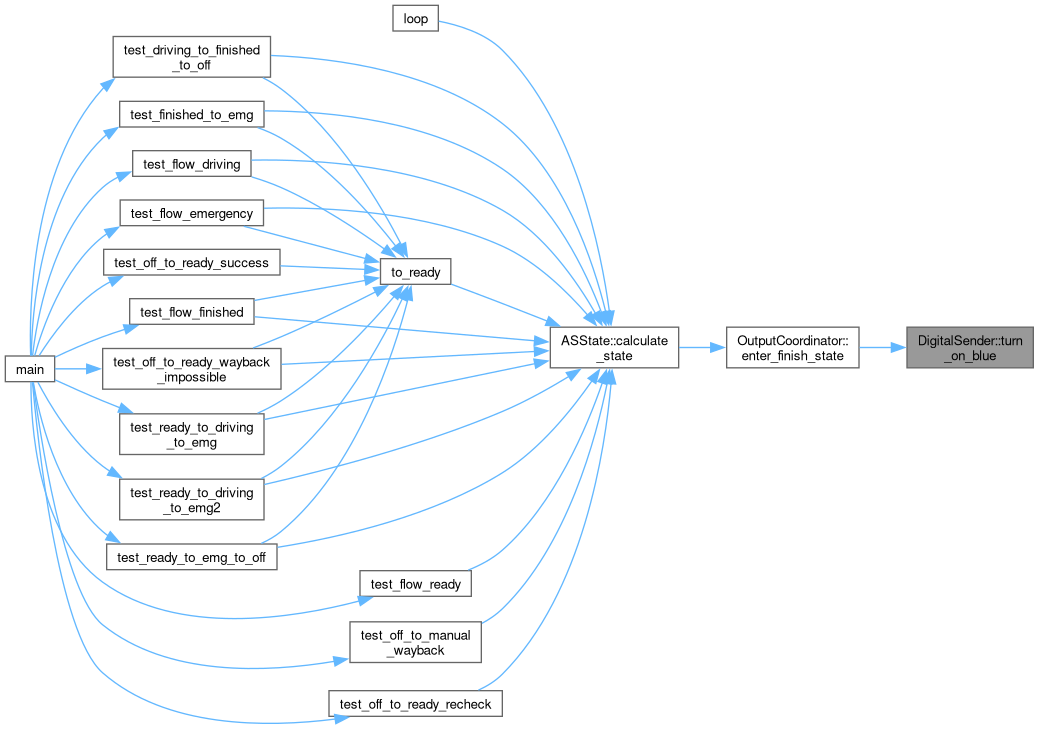 loop
test_driving_to_finished
_to_off
test_finished_to_emg
test_flow_driving
test_flow_emergency
test_off_to_ready_success
to_ready
test_flow_finished
main
test_off_to_ready_wayback
_impossible
ASState::calculate
_state
OutputCoordinator::
enter_finish_state
DigitalSender::turn
_on_blue
test_ready_to_driving
_to_emg
test_ready_to_driving
_to_emg2
test_ready_to_emg_to_off
test_flow_ready
test_off_to_manual
_wayback
test_off_to_ready_recheck